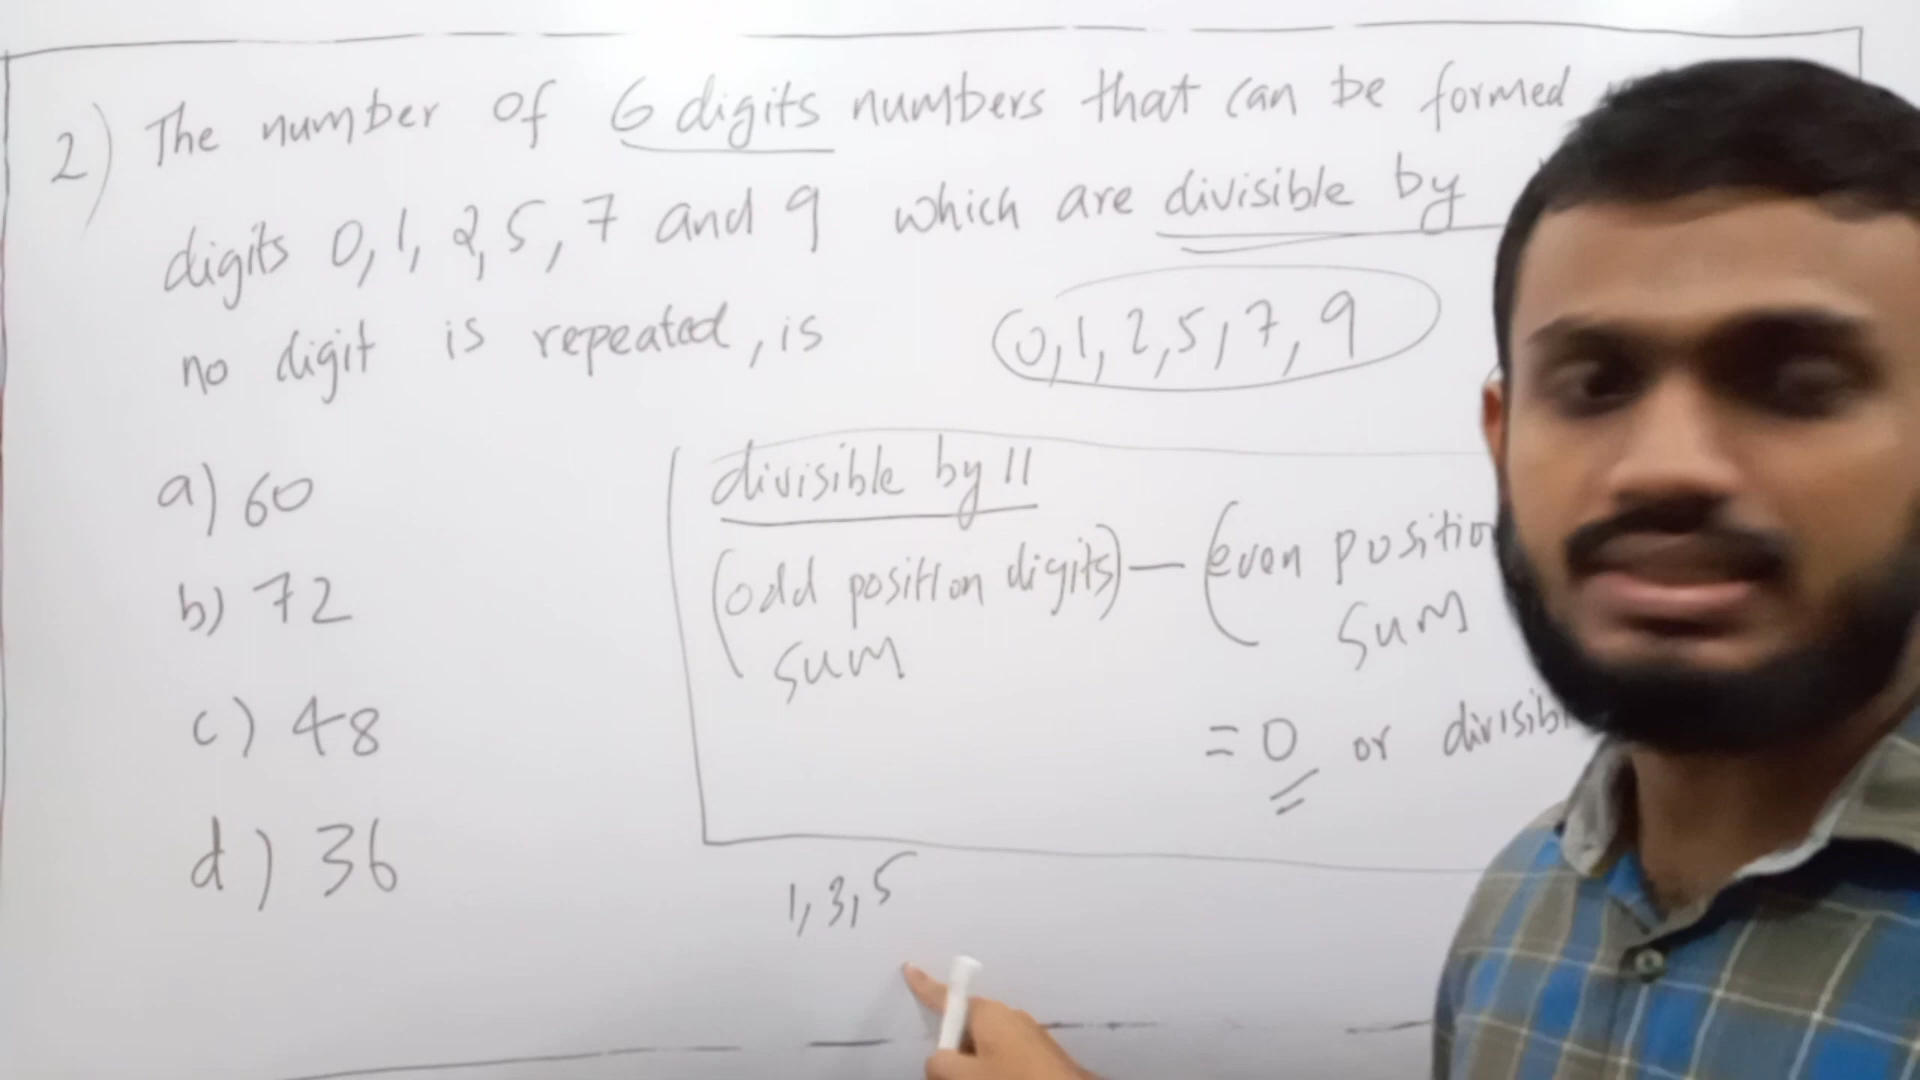 2) The number of 6 digits numbers that can be formed
digits 0, 1, 2, 5, 7 and 9 which are divisible by
no digit is repeated, is
0, 1, 2, 5, 7, 9
a) 60
b) 72
c) 48
d) 36
divisible by 11
(odd position digits) — (even position
sum sum
= 0 or
1, 3, 5